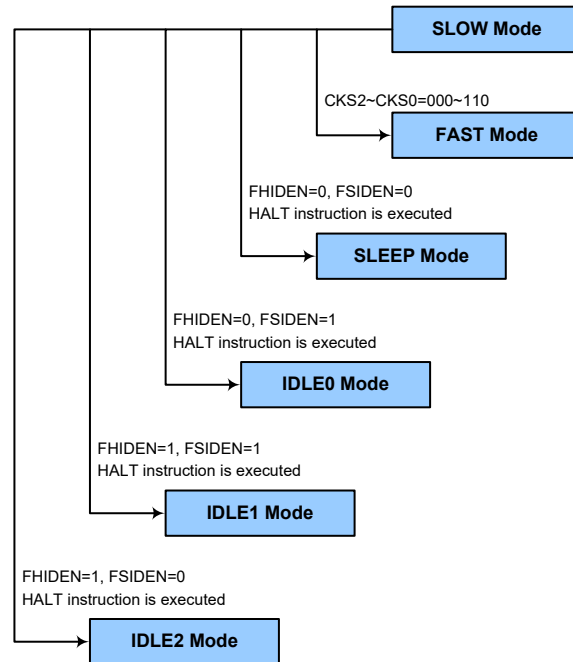 SLOW Mode
CKS2~CKS0=000~110
FAST Mode
FHIDEN=0, FSIDEN=0
HALT instruction is executed
SLEEP Mode
FHIDEN=0, FSIDEN=1
HALT instruction is executed
IDLE0 Mode
FHIDEN=1, FSIDEN=1
HALT instruction is executed
IDLE1 Mode
FHIDEN=1, FSIDEN=0
HALT instruction is executed
IDLE2 Mode